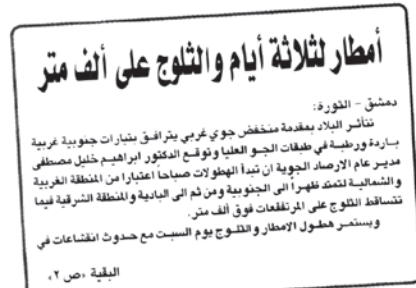 أمطار لثلاثة أيام والثلوج على ألف متر
دمشق - الثورة:
تتأثر البلاد بمقدمة منخفض جوي غربي يترافق بتيارات جنوبية غربية
باردة ورطبة في طبقات الجو العليا وتوقع الدكتور ابراهيم خليل مصطفى
مدير عام الارصاد الجوية ان تبدأ الهطولات صباحا اعتبارا من المنطقة الغربية
والشمالية لتمتد ظهرا الى الجنوبية ومن ثم الى البادية والمنطقة الشرقية فيما
تتساقط الثلوج على المرتفعات فوق ألف متر.
ويستمر هطول الامطار والثلوج يوم السبت مع حدوث انقشاعات في
البقية «ص ٢»